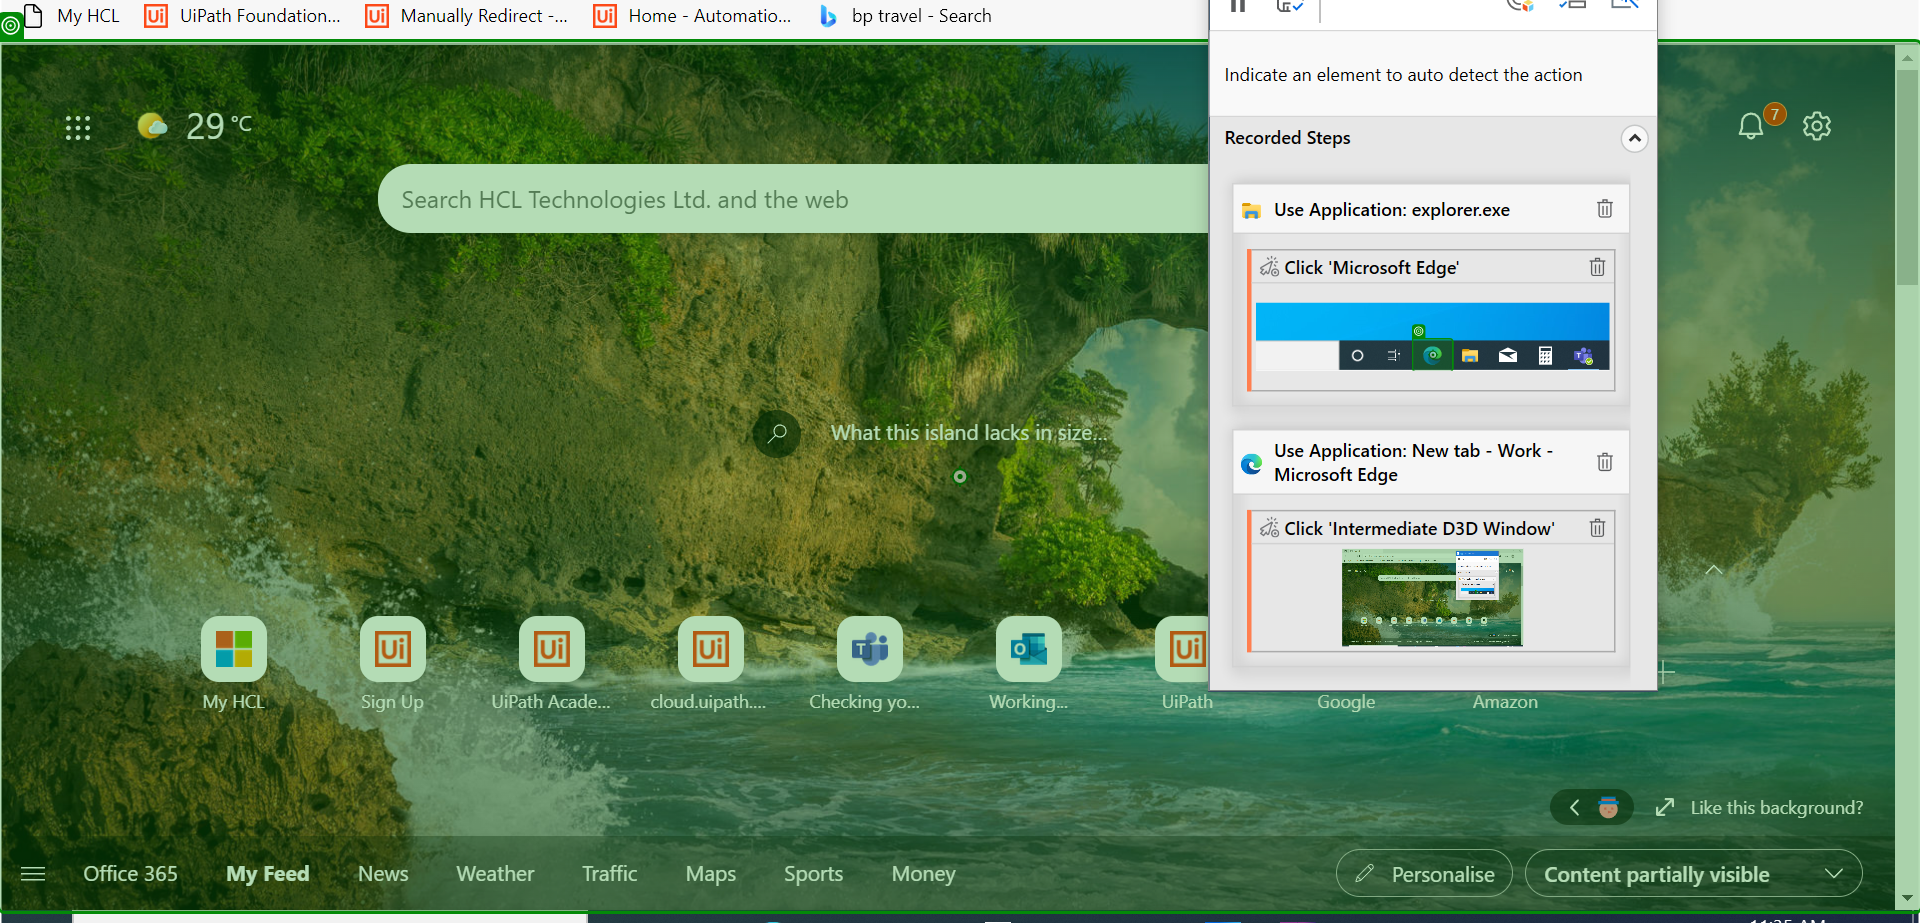 My HCL
UiPath Foundation...
Manually Redirect -...
Home - Automatio...
bp travel - Search
Indicate an element to auto detect the action
29 °C
7
Recorded Steps
Search HCL Technologies Ltd. and the web
Use Application: explorer.exe
Click 'Microsoft Edge'
What this island lacks in size...
Use Application: New tab - Work -
Microsoft Edge
Click 'Intermediate D3D Window'
My HCL
Sign Up
UiPath Acade...
cloud.uipath....
Checking yo...
Working...
UiPath
Google
Amazon
Like this background?
Office 365
My Feed
News
Weather
Traffic
Maps
Sports
Money
Personalise
Content partially visible